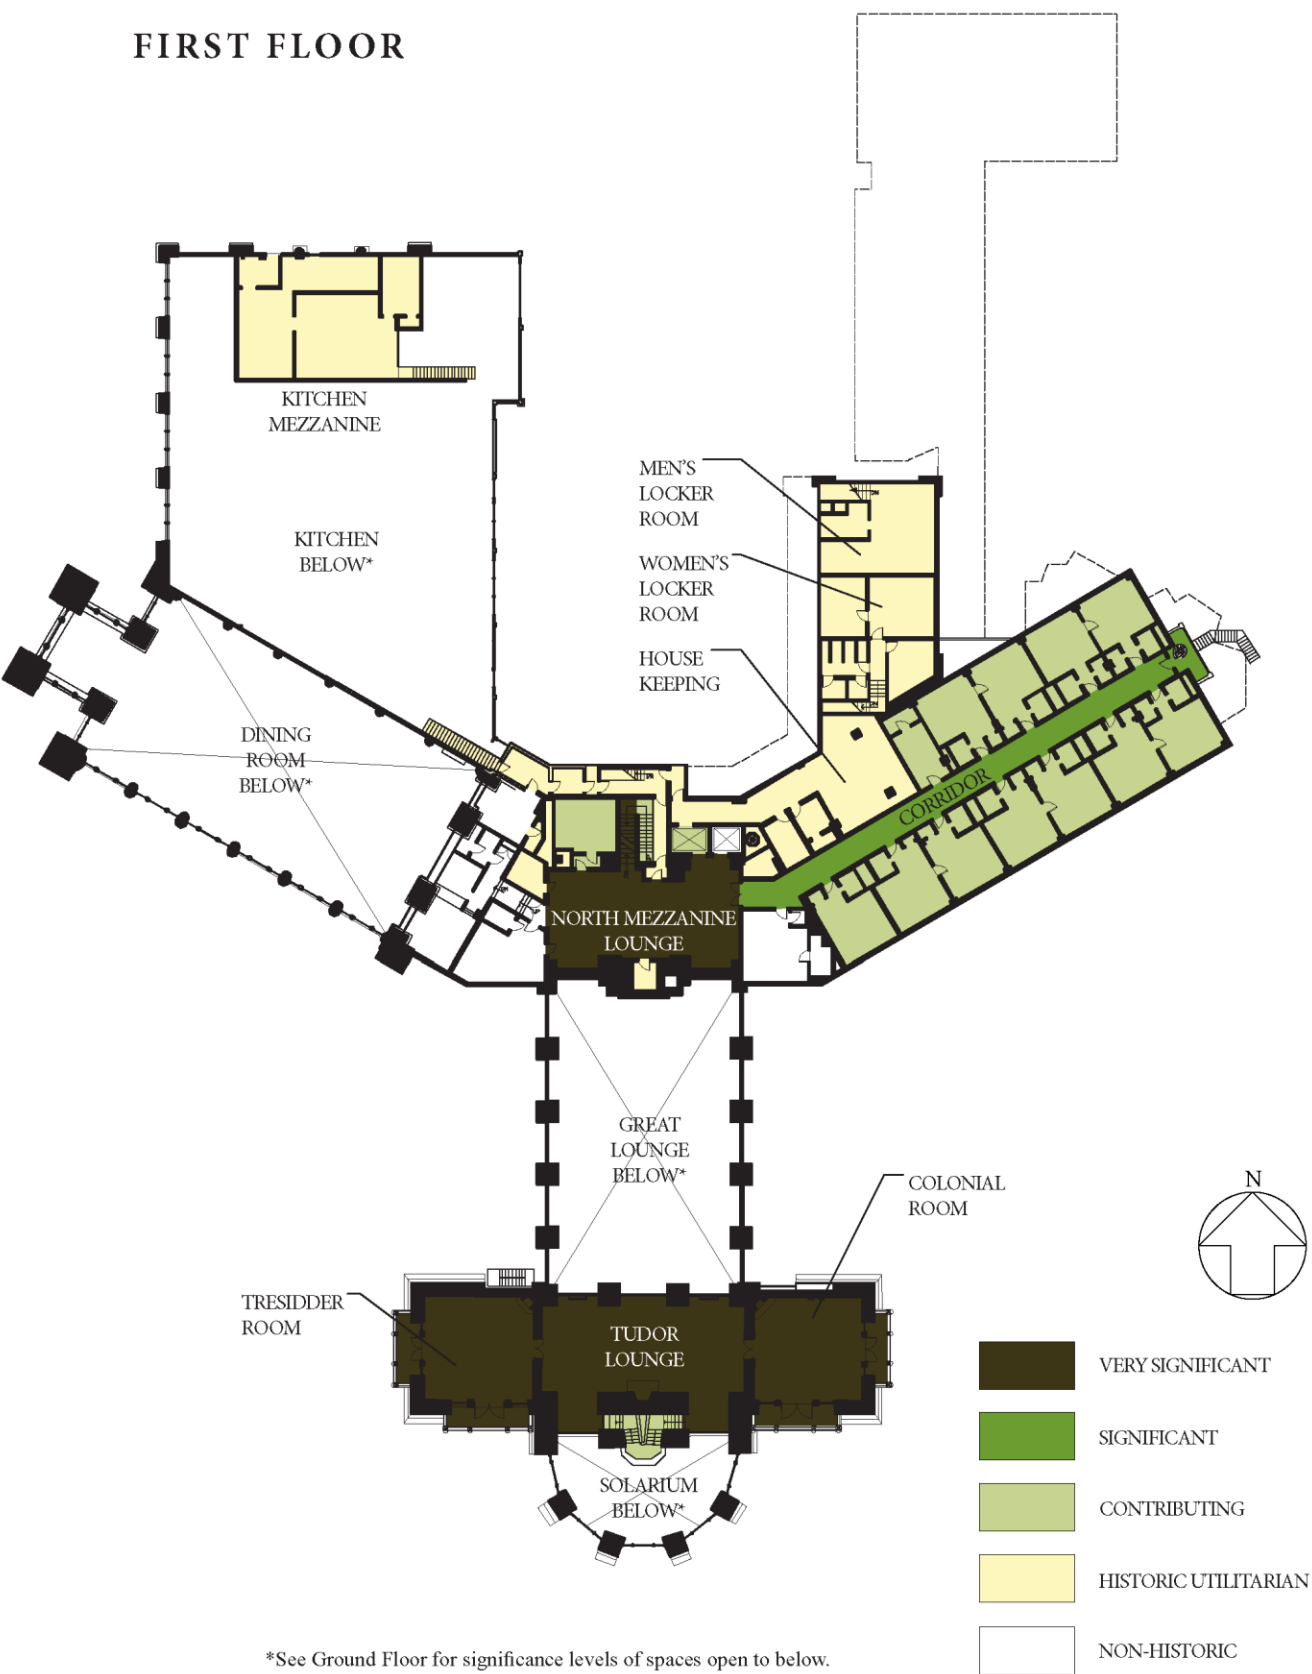 FIRST FLOOR
KITCHEN
MEZZANINE
KITCHEN
BELOW*
MEN'S
LOCKER
ROOM
WOMEN'S
LOCKER
ROOM
HOUSE
KEEPING
DINING
ROOM
BELOW*
CORRIDOR
NORTH MEZZANINE
LOUNGE
GREAT
LOUNGE
BELOW*
COLONIAL
ROOM
N
TRESIDDER
ROOM
TUDOR
LOUNGE
SOLARIUM
BELOW*
VERY SIGNIFICANT
SIGNIFICANT
CONTRIBUTING
HISTORIC UTILITARIAN
NON-HISTORIC
*See Ground Floor for significance levels of spaces open to below.